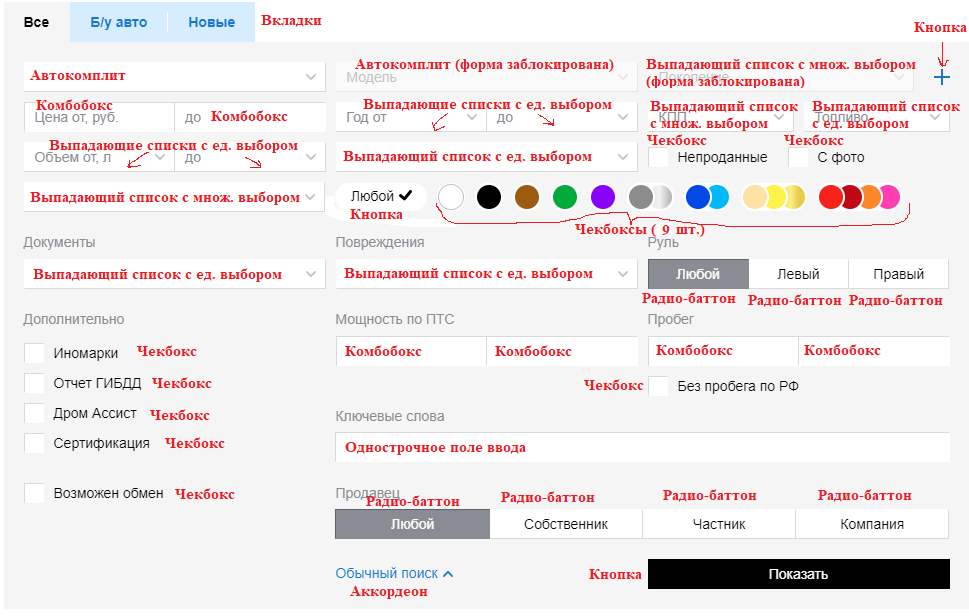 Все Б/у авто Новые Вкладки
Кнопка
Автокомплит (форма заблокирована) Выпадающий список с множ. выбором
Автокомплит Модель Поколение
(форма заблокирована)
Комбобокс Выпадающие списки с ед. выбором Выпадающий список Выпадающий список
Цена от, руб. до Комбобокс Год от до КПП Топливо
с множ. выбором с ед. выбором
Выпадающие списки с ед. выбором Чекбокс Чекбокс
Объем от, л до Выпадающий список с ед. выбором Непроданные С фото
Выпадающий список с множ. выбором Любой
Кнопка
Чекбоксы ( 9 шт.)
Документы Повреждения Руль
Выпадающий список с ед. выбором Выпадающий список с ед. выбором Любой Левый Правый
Радио-баттон Радио-баттон Радио-баттон
Дополнительно Мощность по ПТС Пробег
Иномарки Чекбокс Комбобокс Комбобокс Комбобокс Комбобокс
Отчет ГИБДД Чекбокс Чекбокс Без пробега по РФ
Дром Ассист Чекбокс Ключевые слова
Сертификация Чекбокс Однострочное поле ввода
Возможен обмен Чекбокс Продавец
Радио-баттон Радио-баттон Радио-баттон Радио-баттон
Любой Собственник Частник Компания
Обычный поиск Кнопка Показать
Аккордеон